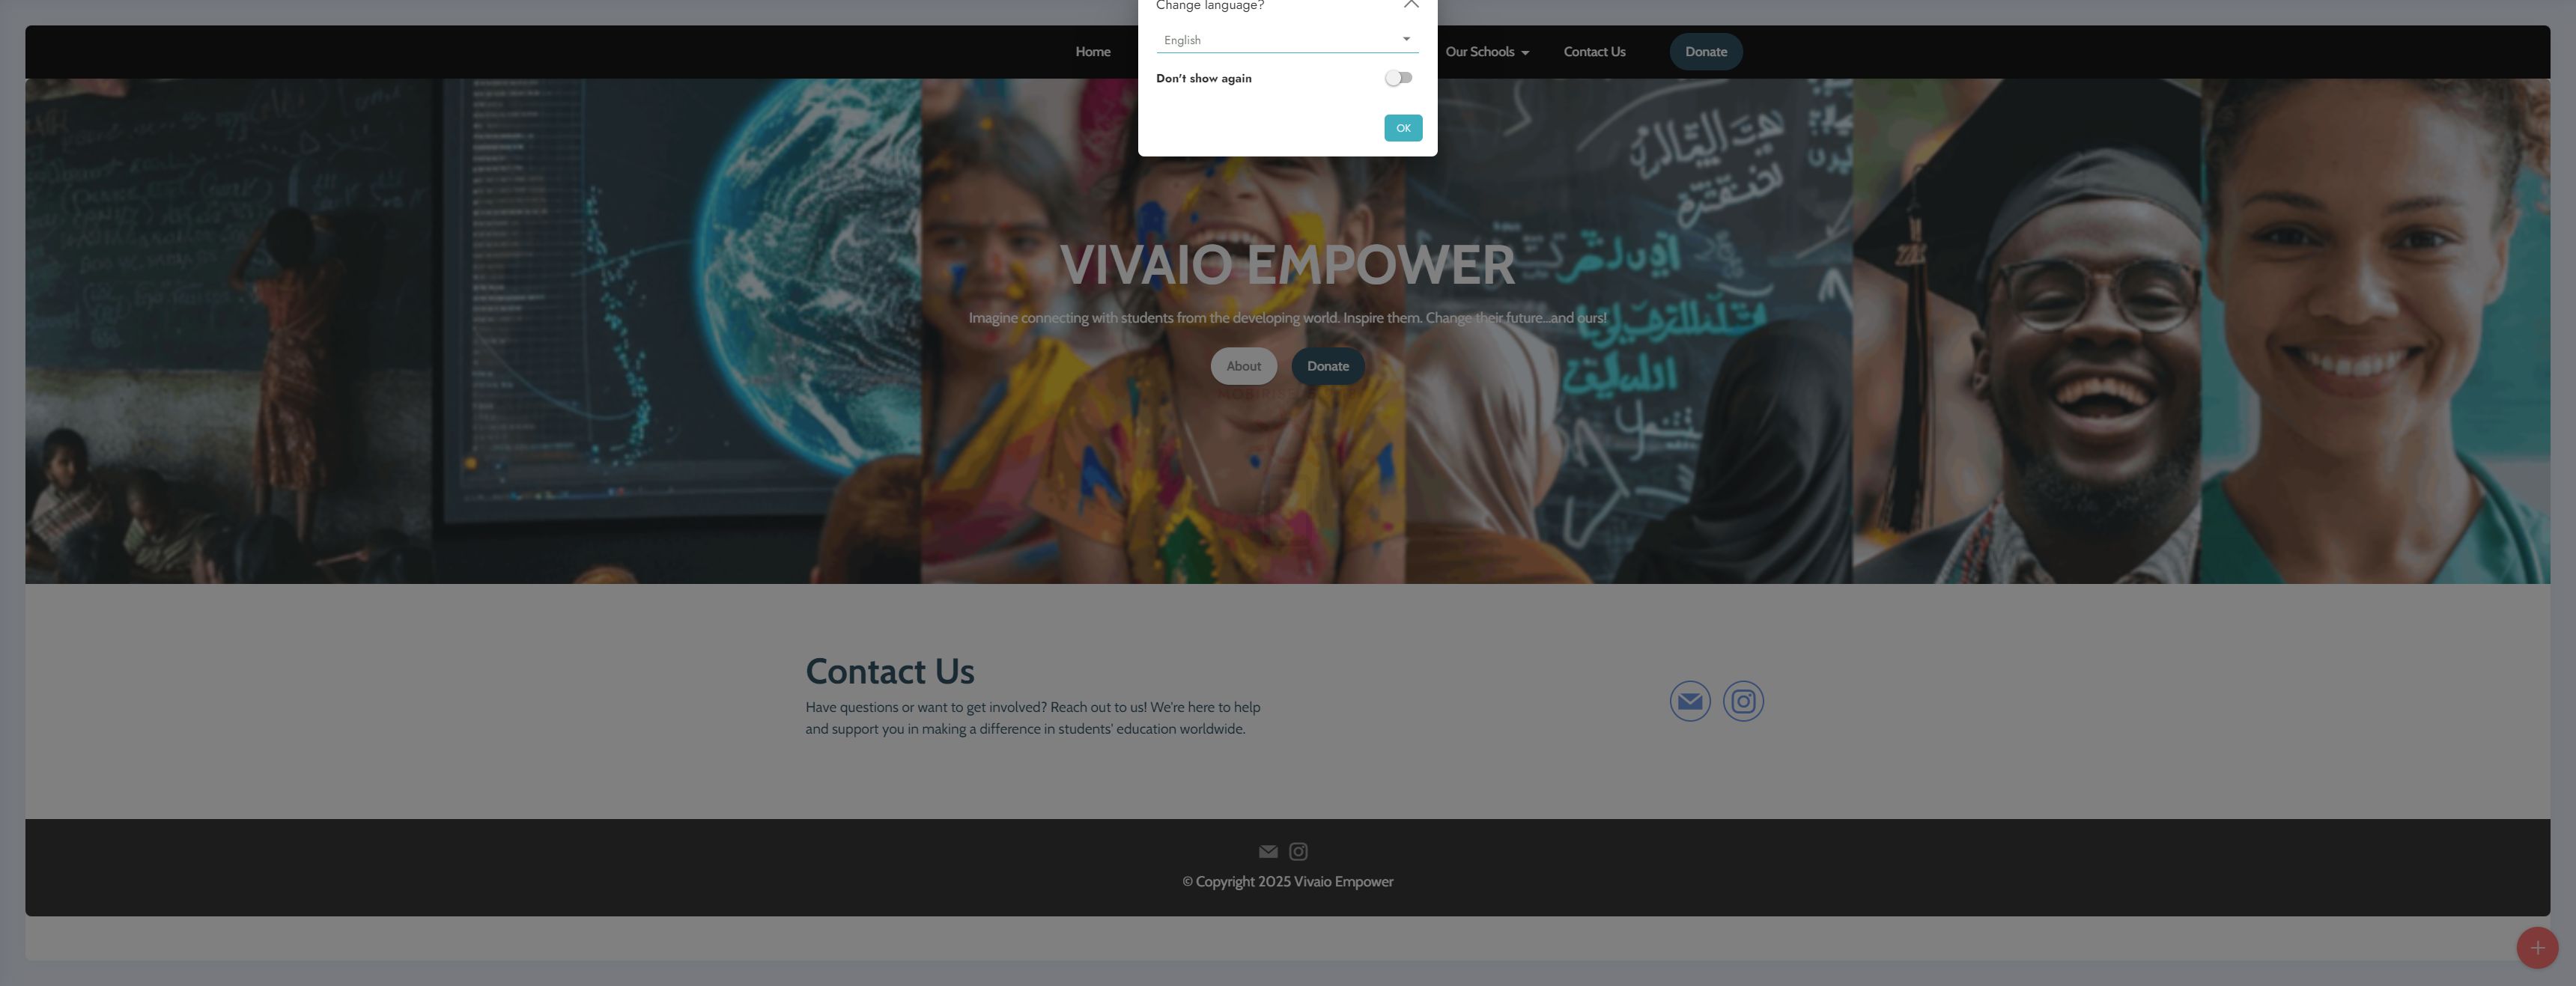 Change language?
English
Don't show again
OK
Home
Our Schools
Contact Us
Donate
VIVAIO EMPOWER
Imagine connecting with students from the developing world. Inspire them. Change their future...and ours!
About
Donate
Contact Us
Have questions or want to get involved? Reach out to us! We're here to help
and support you in making a difference in students' education worldwide.
© Copyright 2025 Vivaio Empower